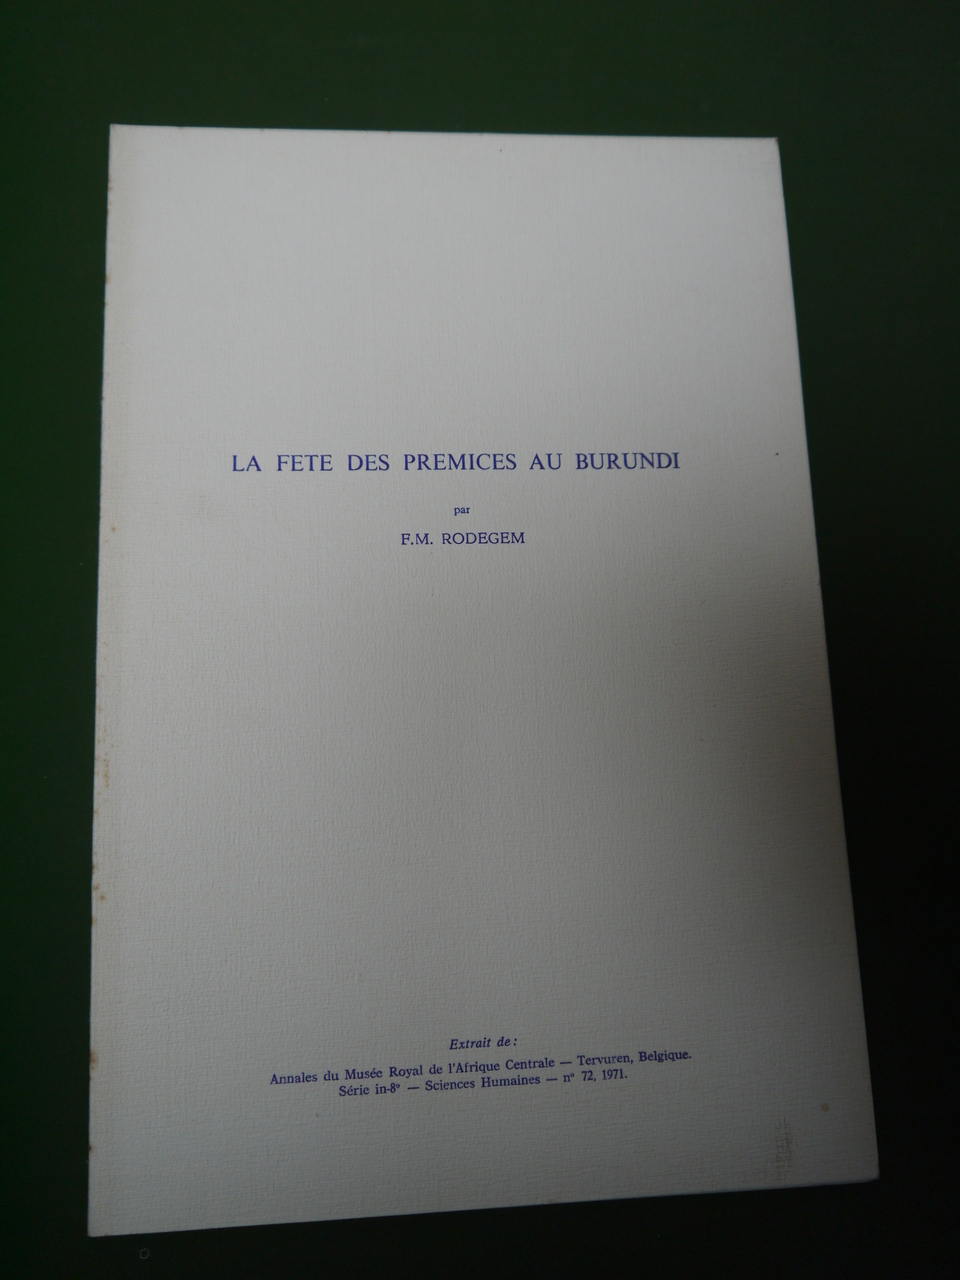 LA FETE DES PREMICES AU BURUNDI
par
F.M. RODEGEM
Extrait de :
Annales du Musée Royal de l'Afrique Centrale — Tervuren, Belgique.
Série in-8° — Sciences Humaines — n° 72, 1971.